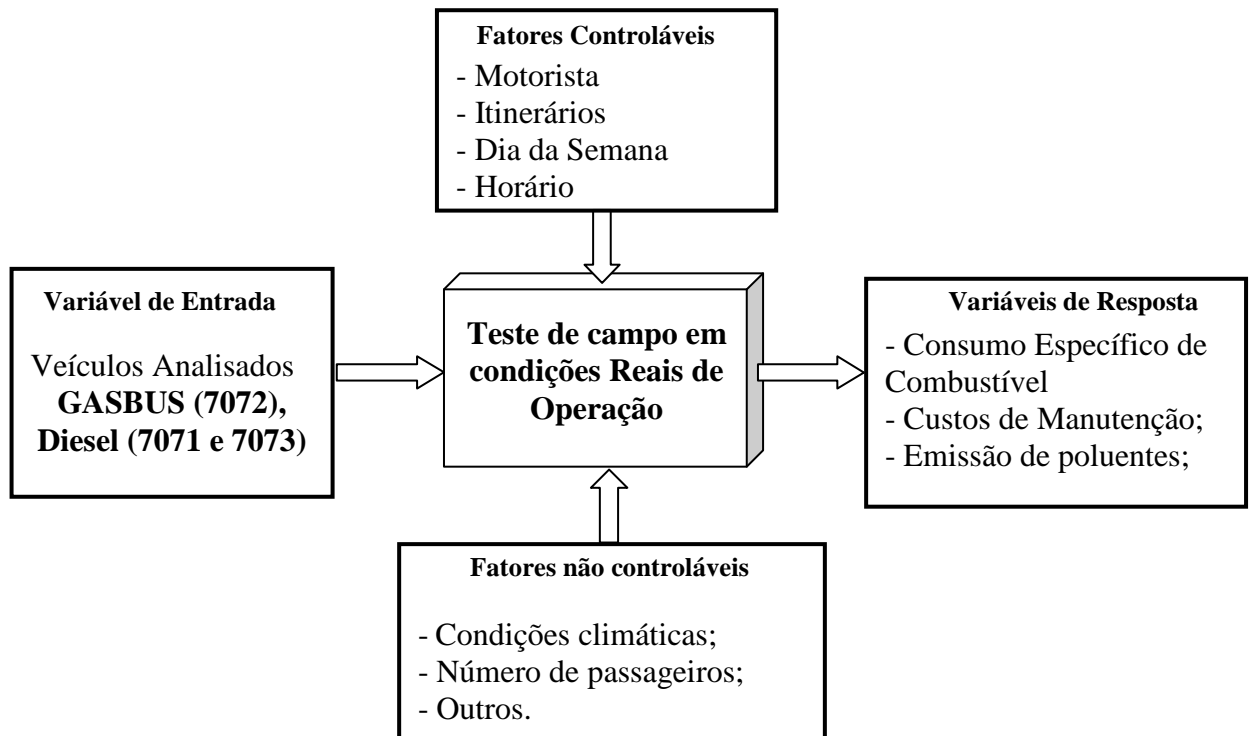 Fatores Controláveis
- Motorista
- Itinerários
- Dia da Semana
- Horário
Variável de Entrada
Veículos Analisados
GASBUS (7072),
Diesel (7071 e 7073)
Teste de campo em
condições Reais de
Operação
Variáveis de Resposta
- Consumo Específico de
Combustível
- Custos de Manutenção;
- Emissão de poluentes;
Fatores não controláveis
- Condições climáticas;
- Número de passageiros;
- Outros.